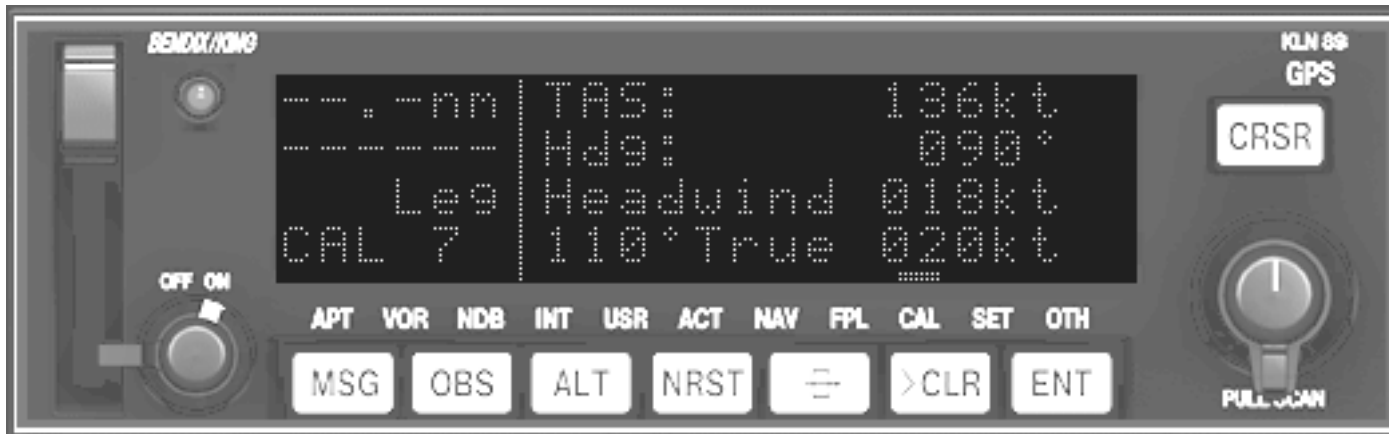 BENDIX/KING
KLN 89
GPS
--.-nm TAS: 136kt
------ Hdg: 090°
Leg Headwind 018kt
CAL 7 110°True 020kt
CRSR
OFF ON
APT VOR NDB INT USR ACT NAV FPL CAL SET OTH
MSG OBS ALT NRST >CLR ENT
PULL SCAN